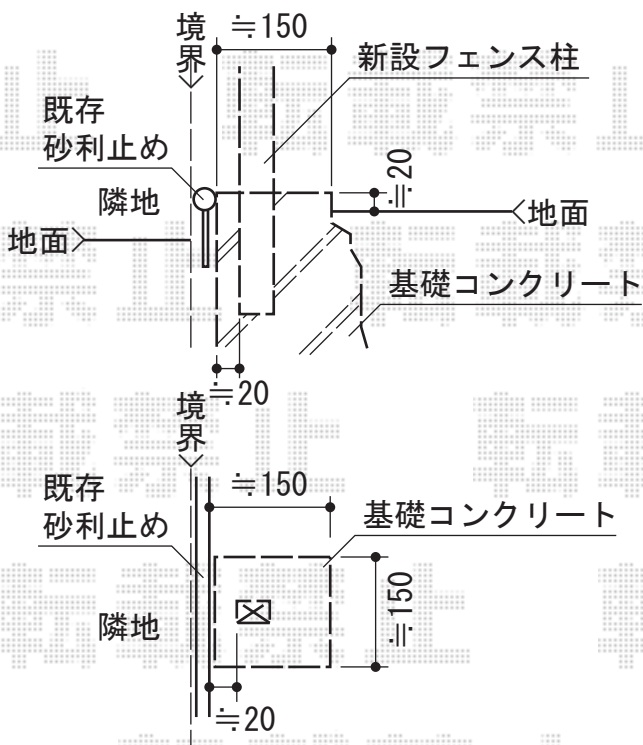 境界
≒150
新設フェンス柱
既存
砂利止め
≒20
隣地
地面
地面
基礎コンクリート
≒20
境界
≒150
既存
砂利止め
基礎コンクリート
隣地
≒150
≒20